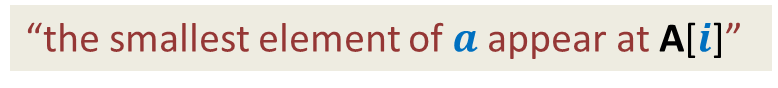 “the smallest element of a appear at A[i]”